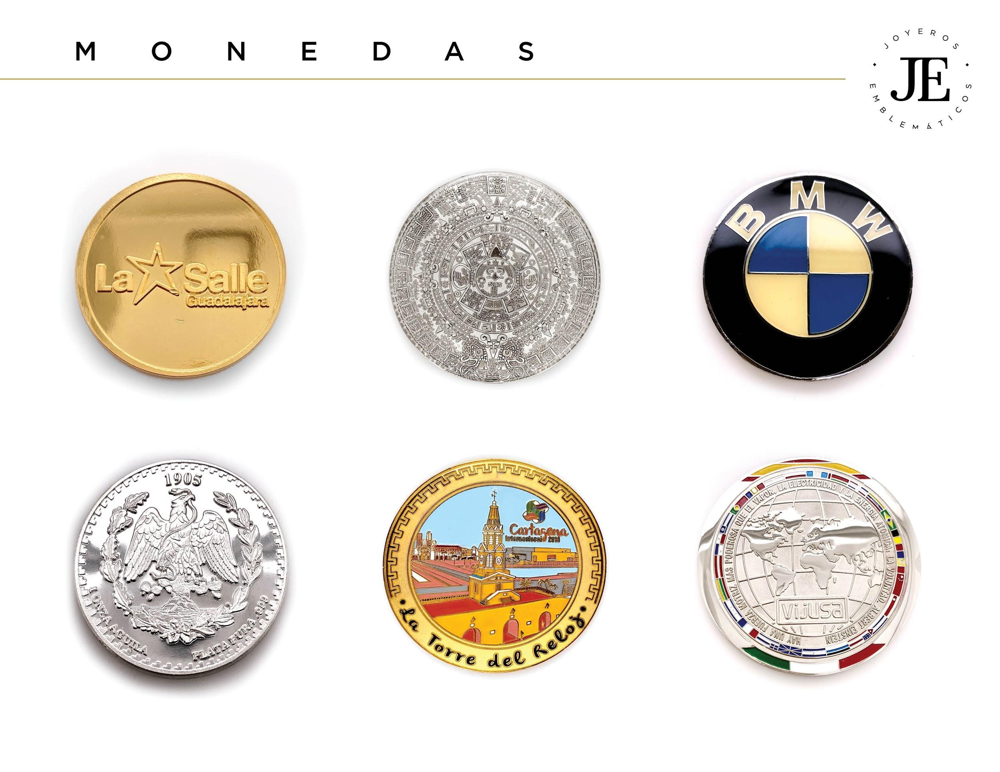 MONEDAS
JOYEROS
JE
EMBLEMÁTICOS
La Salle
Guadalajara
BMW
1905
1 ONZA AGUILA
PLATA PURA .999
Cartagena
Internacional 2018
La Torre del Reloj
HAY UNA FUERZA MOTRIZ MAS PODEROSA QUE EL VAPOR, LA ELECTRICIDAD Y LA ENERGIA ATOMICA: LA VOLUNTAD. ALBERT EINSTEIN
Vijusa